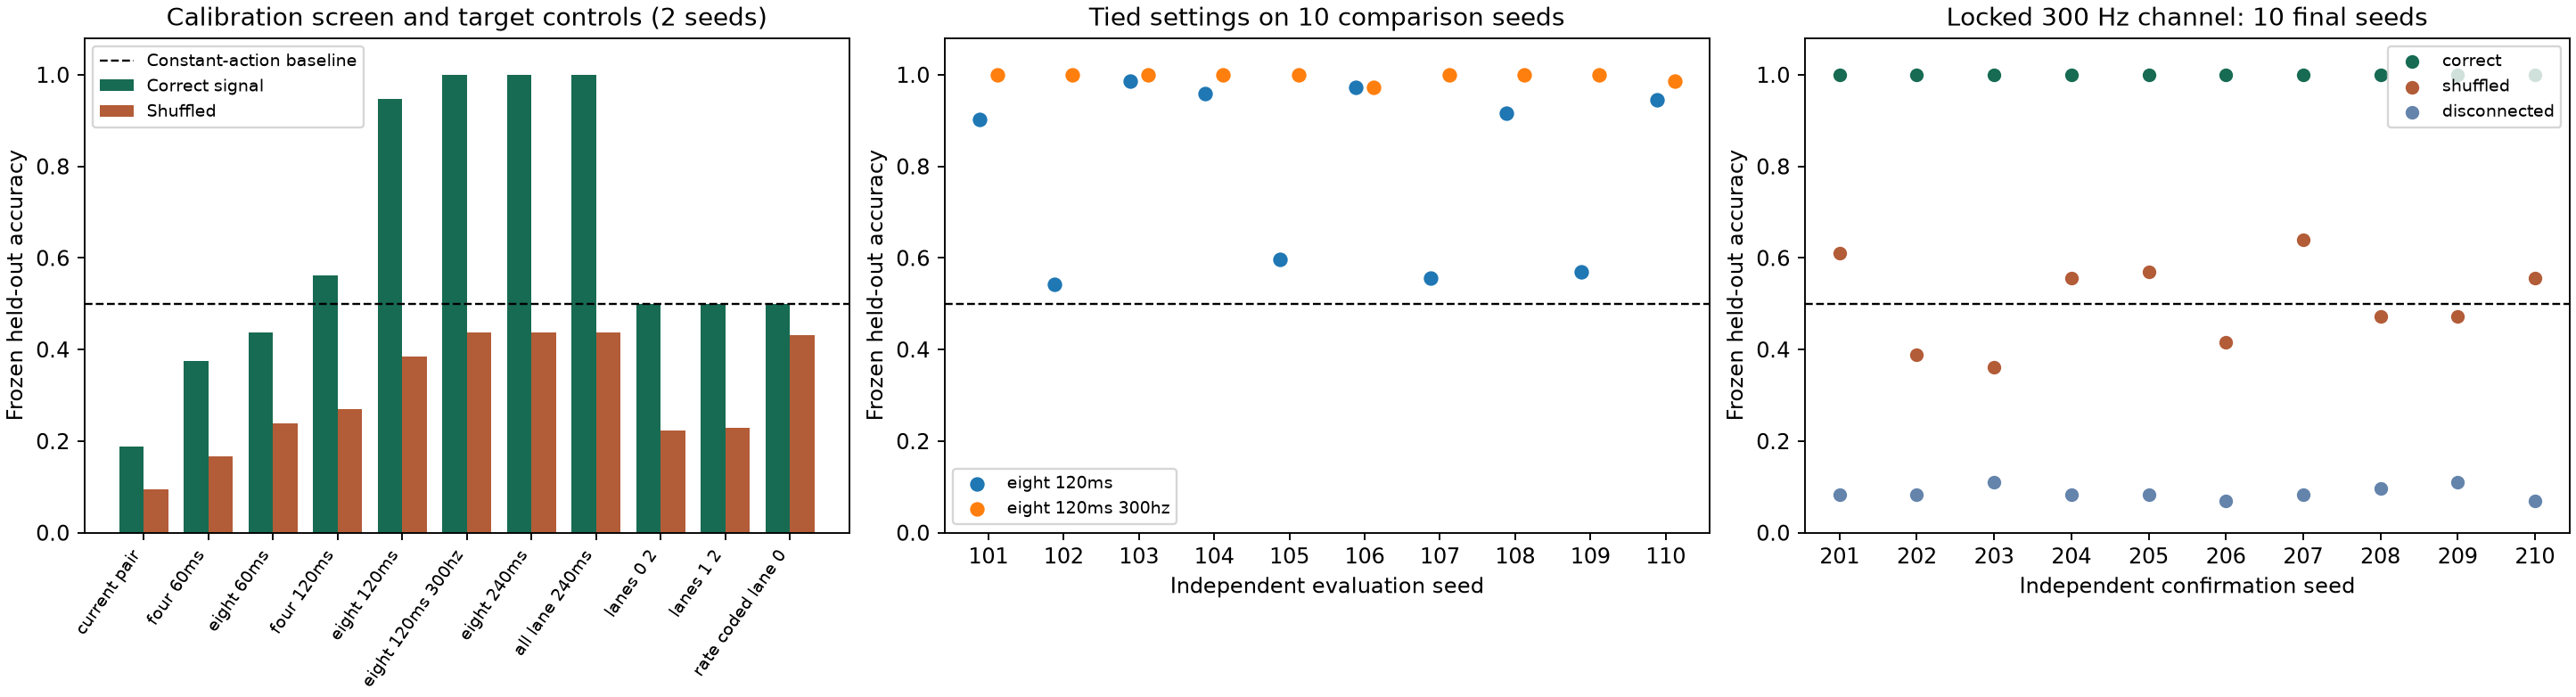 Calibration screen and target controls (2 seeds)
Frozen held-out accuracy
1.0
0.8
0.6
0.4
0.2
0.0
Constant-action baseline
Correct signal
Shuffled
current pair
four 60ms
eight 60ms
four 120ms
eight 120ms
eight 120ms 300hz
eight 240ms
all lane 240ms
lanes 0 2
lanes 1 2
rate coded lane 0
Tied settings on 10 comparison seeds
Frozen held-out accuracy
1.0
0.8
0.6
0.4
0.2
0.0
eight 120ms
eight 120ms 300hz
101 102 103 104 105 106 107 108 109 110
Independent evaluation seed
Locked 300 Hz channel: 10 final seeds
Frozen held-out accuracy
1.0
0.8
0.6
0.4
0.2
0.0
correct
shuffled
disconnected
201 202 203 204 205 206 207 208 209 210
Independent confirmation seed